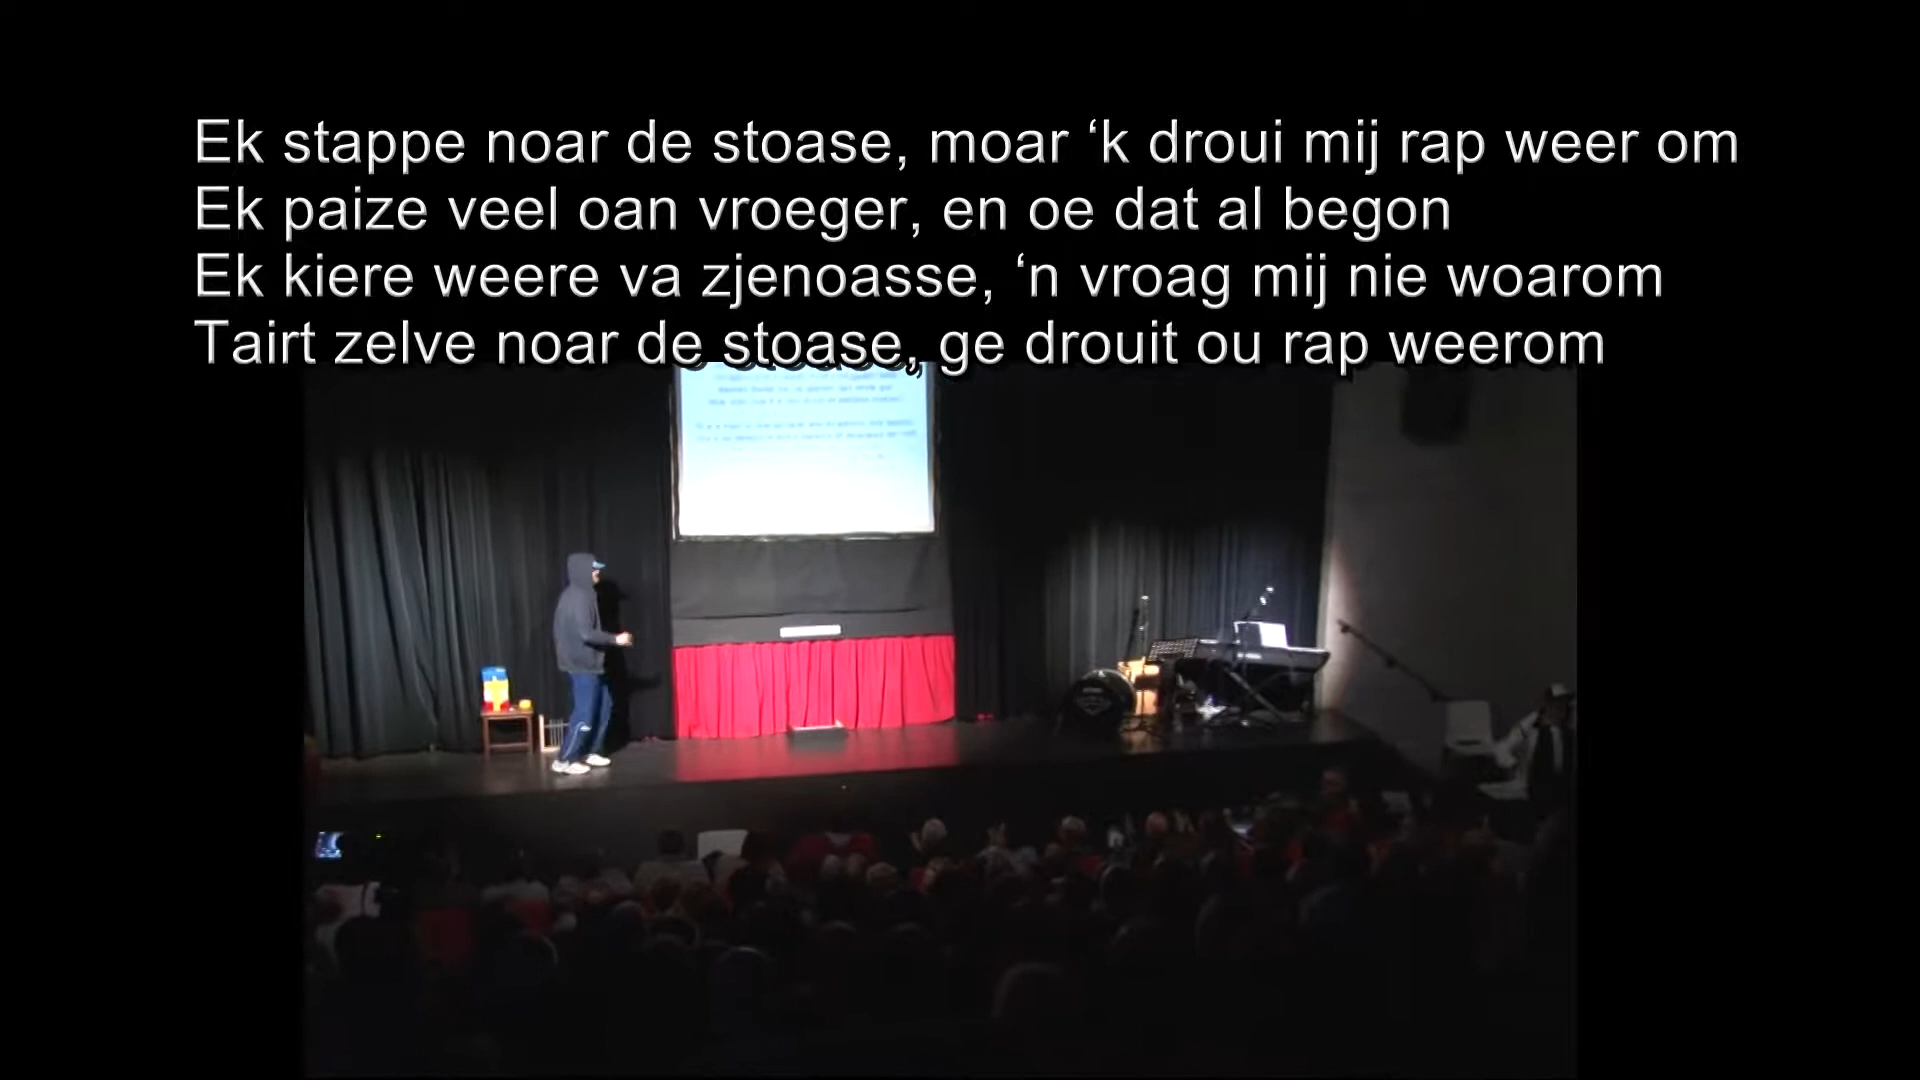 Ek stappe noar de stoase, moar ‘k droui mij rap weer om
Ek paize veel oan vroeger, en oe dat al begon
Ek kiere weere va zjenoasse, ‘n vroag mij nie woarom
Tairt zelve noar de stoase, ge drouit ou rap weerom